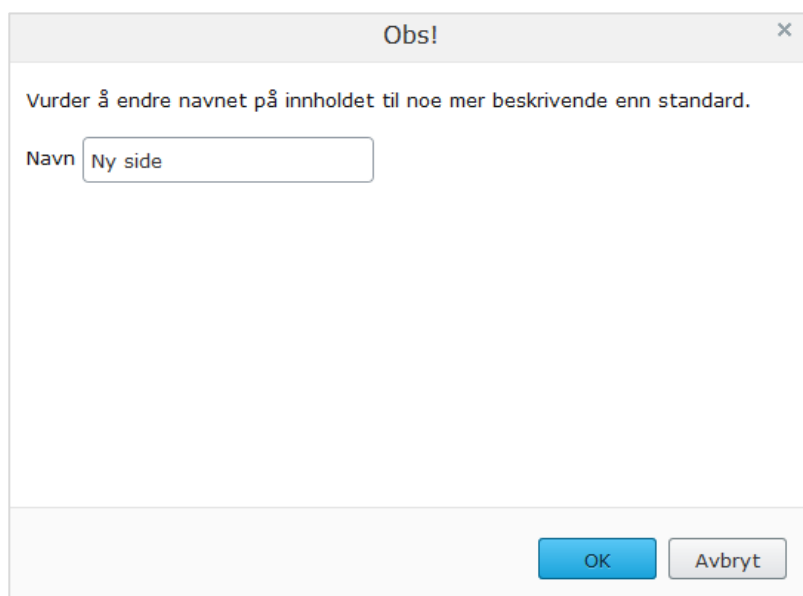 Obs!
Vurder å endre navnet på innholdet til noe mer beskrivende enn standard.
Navn Ny side
OK Avbryt